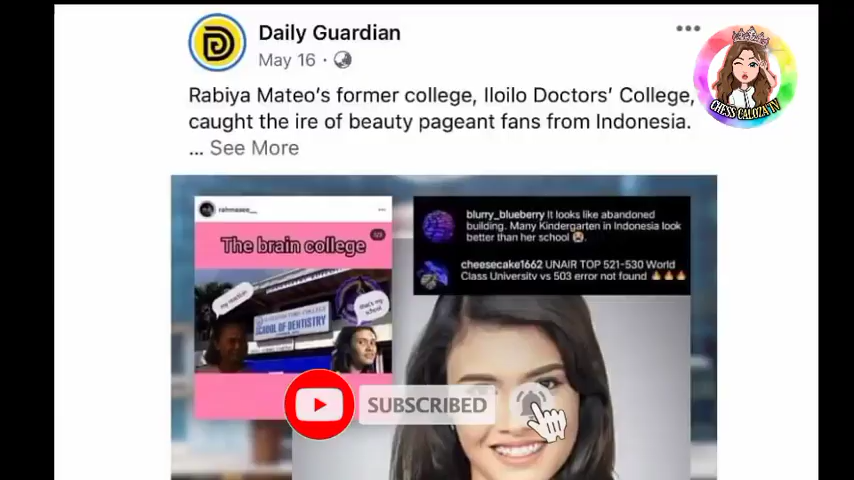 Daily Guardian
May 16 ·
Rabiya Mateo's former college, Iloilo Doctors' College,
caught the ire of beauty pageant fans from Indonesia.
... See More
CHESS CALOZA TV
The brain college
my reaction
that's my
school
SCHOOL OF DENTISTRY
blurry_blueberry It looks like abandoned
building. Many Kindergarten in Indonesia look
better than her school
cheesecake1662 UNAIR TOP 521-530 World
Class University vs 503 error not found
SUBSCRIBED